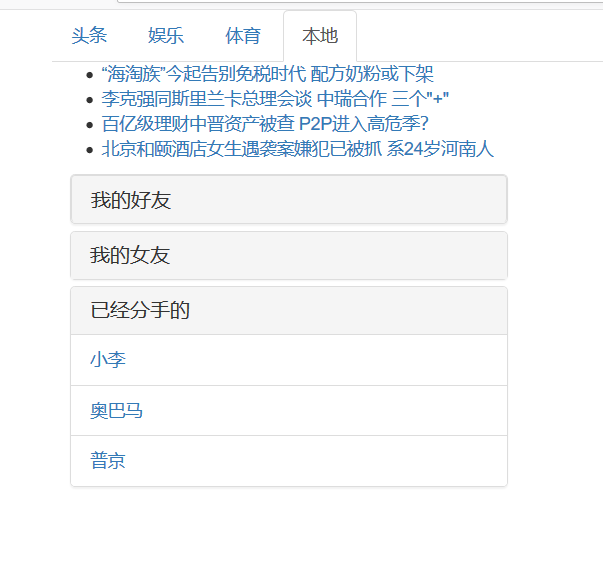 头条 娱乐 体育 本地
“海淘族”今起告别免税时代 配方奶粉或下架
李克强同斯里兰卡总理会谈 中瑞合作 三个"+"
百亿级理财中晋资产被查 P2P进入高危季?
北京和颐酒店女生遇袭案嫌犯已被抓 系24岁河南人
我的好友
我的女友
已经分手的
小李
奥巴马
普京